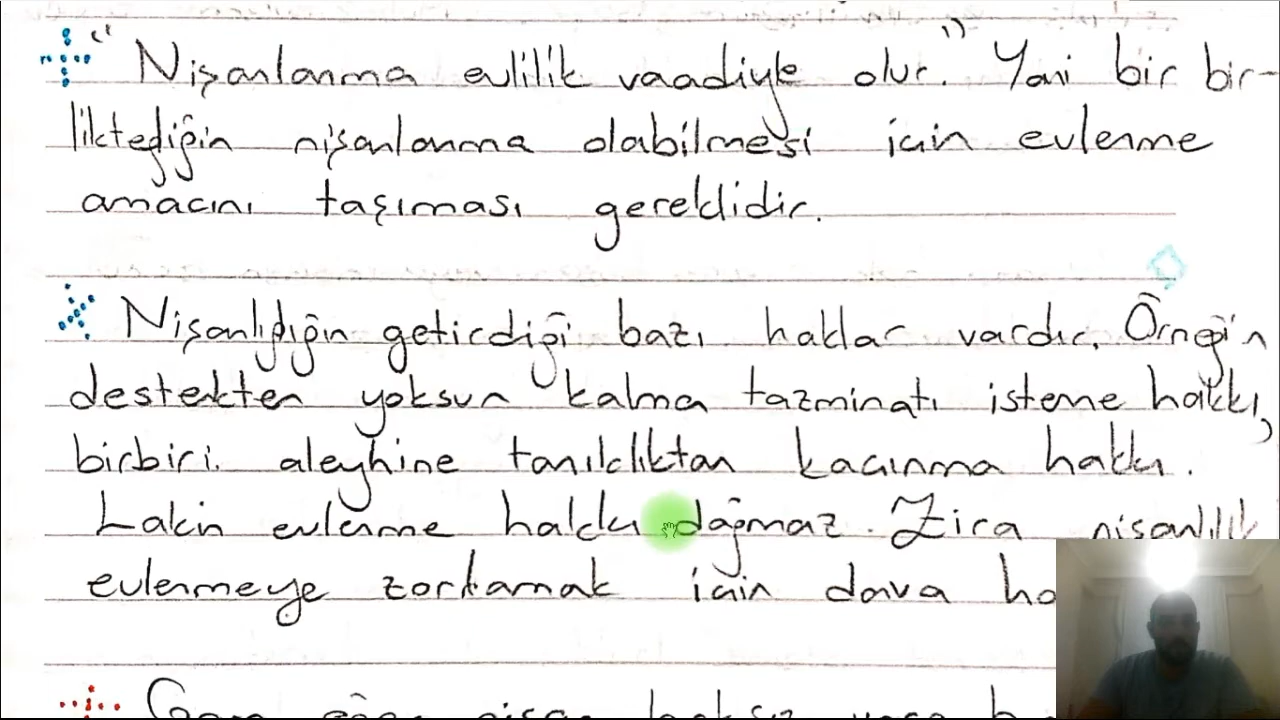 "Nişanlanma evlilik vaadiyle olur." Yani bir bir-
likteliğin nişanlanma olabilmesi için evlenme
amacını taşıması gereklidir.
Nişanlılığın getirdiği bazı haklar vardır. Örneğin
destekten yoksun kalma tazminatı isteme hakkı,
birbiri aleyhine tanıklıktan kaçınma hakkı.
Lakin evlenme hakkı doğmaz. Zira nişanlılık
evlenmeye zorlamak için dava